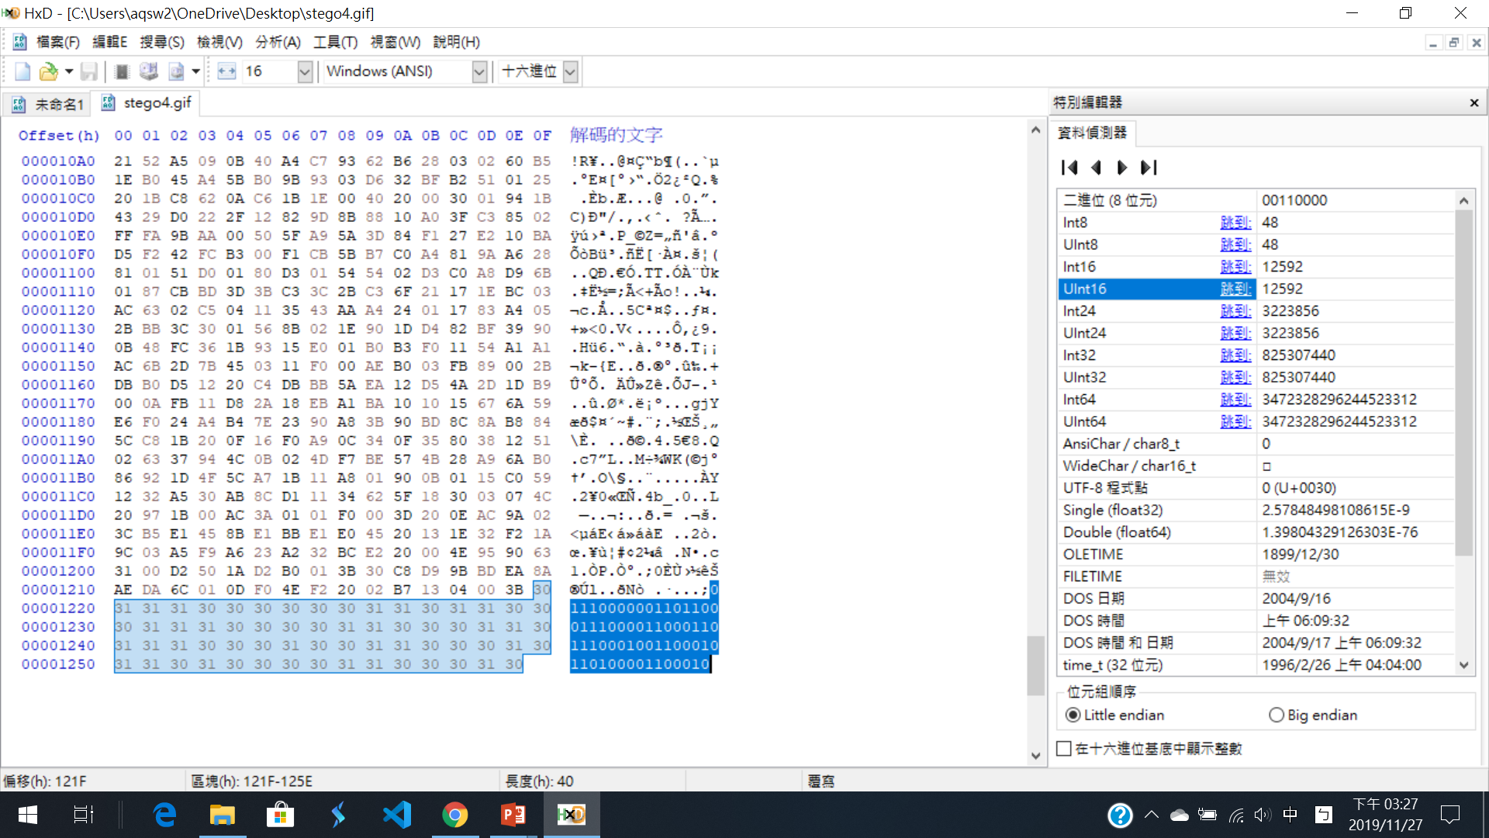 HxD - [C:\Users\aqsw2\OneDrive\Desktop\stego4.gif]
檔案(F) 編輯E 搜尋(S) 檢視(V) 分析(A) 工具(T) 視窗(W) 說明(H)
16 Windows (ANSI) 十六進位
未命名1 stego4.gif
Offset(h) 00 01 02 03 04 05 06 07 08 09 0A 0B 0C 0D 0E 0F 解碼的文字
000010A0 21 52 A5 09 0B 40 A4 C7 93 62 B6 28 03 02 60 B5 !R¥..@¤Ç“b¶(..`µ
000010B0 1E B0 45 A4 5B B0 9B 93 03 D6 32 BF B2 51 01 25 .°E¤[°›“.Ö2¿²Q.%
000010C0 20 1B C8 62 0A C6 1B 1E 00 40 20 00 30 01 94 1B .Èb.Æ...@ .0.”.
000010D0 43 29 D0 22 2F 12 82 9D 8B 88 10 A0 3F C3 85 02 C)Ð"/.‚.‹ˆ. ?Ã….
000010E0 FF FA 9B AA 00 50 5F A9 5A 3D 84 F1 27 E2 10 BA ÿú›ª.P_©Z=„ñ'â.º
000010F0 D5 F2 42 FC B3 00 F1 CB 5B B7 C0 A4 81 9A A6 28 ÕòBü³.ñË[·À¤.š¦(
00001100 81 01 51 D0 01 80 D3 01 54 54 02 D3 C0 A8 D9 6B ..QÐ.€Ó.TT.ÓÀ¨Ùk
00001110 01 87 CB BD 3D 3B C3 3C 2B C3 6F 21 17 1E BC 03 .‡Ë½=;Ã<+Ão!..¼.
00001120 AC 63 02 C5 04 11 35 43 AA A4 24 01 17 83 A4 05 ¬c.Å..5Cª¤$..ƒ¤.
00001130 2B BB 3C 30 01 56 8B 02 1E 90 1D D4 82 BF 39 90 +»<0.V‹....Ô‚¿9.
00001140 0B 48 FC 36 1B 93 15 E0 01 B0 B3 F0 11 54 A1 A1 .Hü6.“.à.°³ð.T¡¡
00001150 AC 6B 2D 7B 45 03 11 F0 00 AE B0 03 FB 89 00 2B ¬k-{E..ð.®°.û‰.+
00001160 DB B0 D5 12 20 C4 DB BB 5A EA 12 D5 4A 2D 1D B9 Û°Õ. ÄÛ»Zê.ÕJ-.¹
00001170 00 0A FB 11 D8 2A 18 EB A1 BA 10 10 15 67 6A 59 ..û.Ø*.ë¡º...gjY
00001180 E6 F0 24 A4 B4 7E 23 90 A8 3B 90 BD 8C 8A B8 84 æð$¤´~#.¨;.½ŒŠ¸„
00001190 5C C8 1B 20 0F 16 F0 A9 0C 34 0F 35 80 38 12 51 \È. ..ð©.4.5€8.Q
000011A0 02 63 37 94 4C 0B 02 4D F7 BE 57 4B 28 A9 6A B0 .c7”L..M÷¾WK(©j°
000011B0 86 92 1D 4F 5C A7 1B 11 A8 01 90 0B 01 15 C0 59 †’.O\§..¨.....ÀY
000011C0 12 32 A5 30 AB 8C D1 11 34 62 5F 18 30 03 07 4C .2¥0«ŒÑ.4b_.0..L
000011D0 20 97 1B 00 AC 3A 01 01 F0 00 3D 20 0E AC 9A 02 —..¬:..ð.= .¬š.
000011E0 3C B5 E1 45 8B E1 BB E1 E0 45 20 13 1E 32 F2 1A <µáE‹á»áàE ..2ò.
000011F0 9C 03 A5 F9 A6 23 A2 32 BC E2 20 00 4E 95 90 63 œ.¥ù¦#¢2¼â .N•.c
00001200 31 00 D2 50 1A D2 B0 01 3B 30 C8 D9 9B BD EA 8A 1.ÒP.Ò°.;0ÈÙ›½êŠ
00001210 AE DA 6C 01 0D F0 4E F2 20 02 B7 13 04 00 3B 30 ®Úl..ðNò .·...;0
00001220 31 31 31 30 30 30 30 30 30 30 31 31 30 31 31 30 30 1110000001101100
00001230 30 31 31 31 30 30 30 30 30 31 31 30 30 30 31 31 30 0111000001100 0110
00001240 31 31 31 30 30 30 31 30 30 31 31 30 30 30 31 30 1110001001100010
00001250 31 31 30 31 30 30 30 30 30 31 31 30 30 30 31 30 1101000001100010
特別編輯器
資料偵測器
二進位 (8 位元) 00110000
Int8 跳到: 48
UInt8 跳到: 48
Int16 跳到: 12592
UInt16 跳到: 12592
Int24 跳到: 3223856
UInt24 跳到: 3223856
Int32 跳到: 825307440
UInt32 跳到: 825307440
Int64 跳到: 3472328296244523312
UInt64 跳到: 3472328296244523312
AnsiChar / char8_t 0
WideChar / char16_t □
UTF-8 程式點 0 (U+0030)
Single (float32) 2.57848498108615E-9
Double (float64) 1.39804329126303E-76
OLETIME 1899/12/30
FILETIME 無效
DOS 日期 2004/9/16
DOS 時間 上午 06:09:32
DOS 時間 和 日期 2004/9/17 上午 06:09:32
time_t (32 位元) 1996/2/26 上午 04:04:00
位元組順序
Little endian Big endian
在十六進位基底中顯示整數
偏移(h): 121F 區塊(h): 121F-125E 長度(h): 40 覆寫
中 下午 03:27
2019/11/27